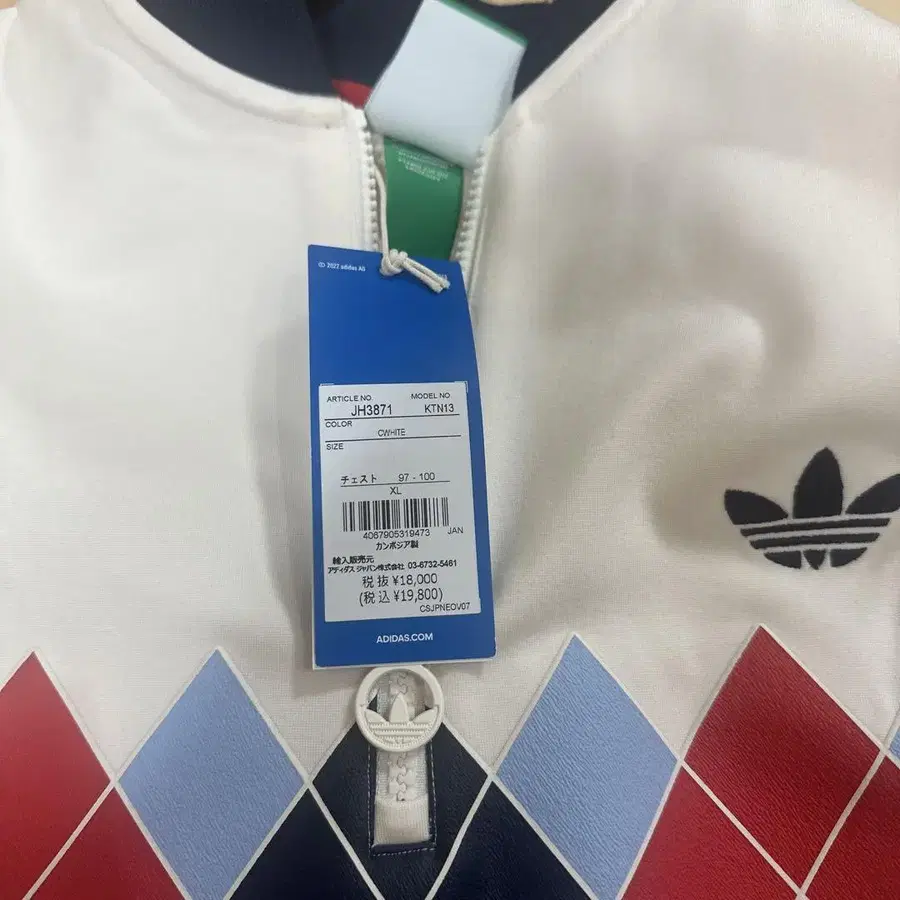 © 2022 adidas AG
ARTICLE NO. MODEL NO
JH3871 KTN13
COLOR
CWHITE
SIZE
チェスト 97 - 100
XL
4067905319473 JAN
カンボジア製
輸入販売元
アディダス ジャパン株式会社 03-6732-5461
税抜 ¥18,000
(税込 ¥19,800)
CSJPNEOV07
ADIDAS.COM